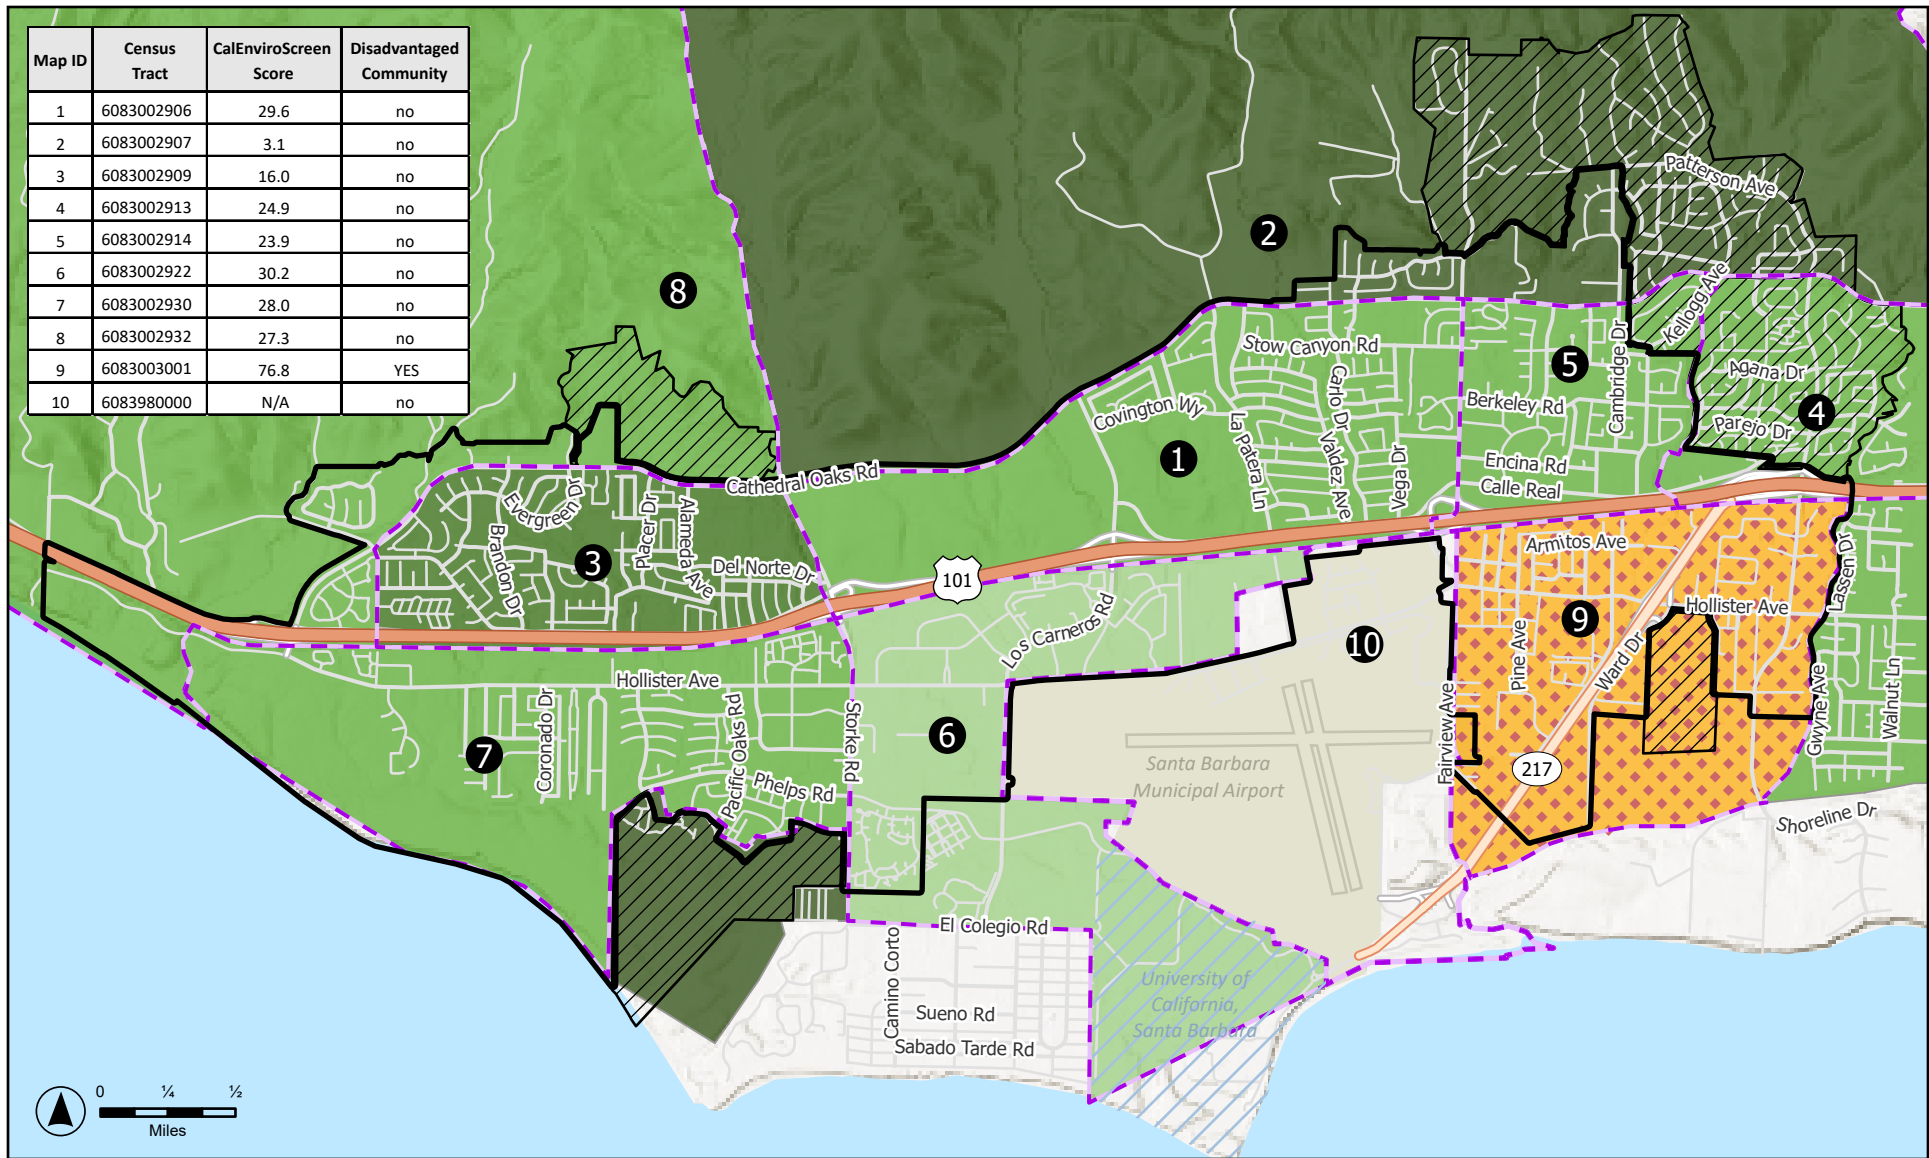 Map ID Census Tract CalEnviroScreen Score Disadvantaged Community
1 6083002906 29.6 no
2 6083002907 3.1 no
3 6083002909 16.0 no
4 6083002913 24.9 no
5 6083002914 23.9 no
6 6083002922 30.2 no
7 6083002930 28.0 no
8 6083002932 27.3 no
9 6083003001 76.8 YES
10 6083980000 N/A no
2
Patterson Ave
8
Kellogg Ave
Stow Canyon Rd
5
Cambridge Dr
Agana Dr
Carlo Dr
Covington Wy
Berkeley Rd
4
Parejo Dr
La Patera Ln
Valdez Ave
1
Vega Dr
Encina Rd
Calle Real
Cathedral Oaks Rd
Evergreen Dr
Placer Dr
Alameda Ave
Brandon Dr
3
Del Norte Dr
101
Armitos Ave
Lassen Dr
Los Carneros Rd
Hollister Ave
9
10
Pine Ave
Ward Dr
Hollister Ave
Fairview Ave
Gwyne Ave
Walnut Ln
Coronado Dr
Pacific Oaks Rd
Storke Rd
6
7
Phelps Rd
Santa Barbara
Municipal Airport
217
Shoreline Dr
El Colegio Rd
Camino Corto
University of
California,
Santa Barbara
Sueno Rd
Sabado Tarde Rd
0 ¼ ½
Miles